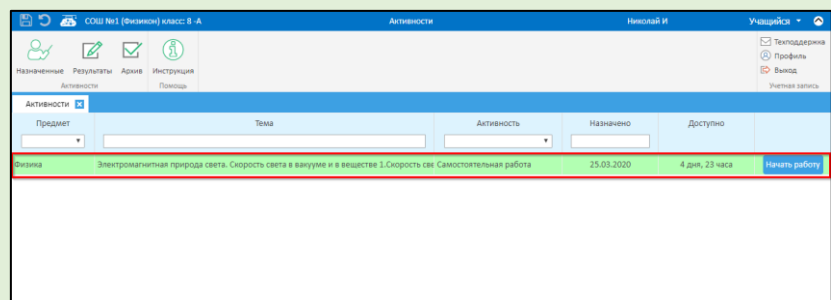 СОШ №1 (Физикон) класс: 8 -А Активности Николай И Учащийся
Назначенные Результаты Архив Инструкция
Активности Помощь
Техподдержка
Профиль
Выход
Учетная запись
Активности
Предмет Тема Активность Назначено Доступно
Физика Электромагнитная природа света. Скорость света в вакууме и в веществе 1.Скорость све Самостоятельная работа 25.03.2020 4 дня, 23 часа Начать работу